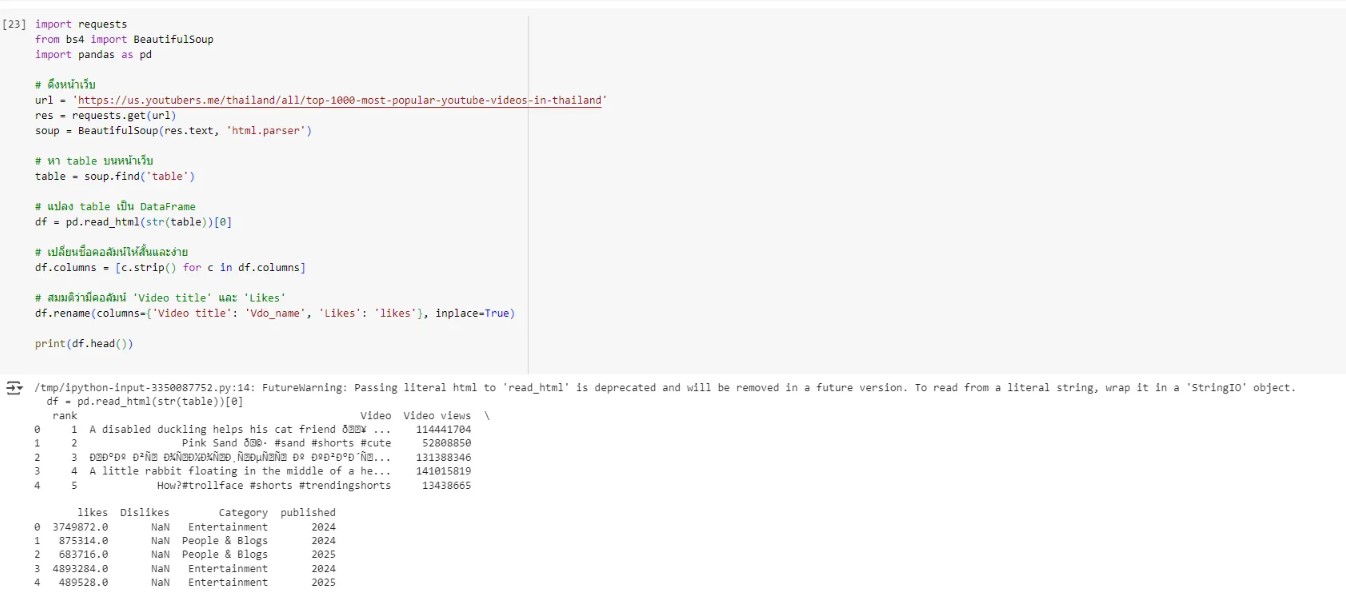 [23] import requests
from bs4 import BeautifulSoup
import pandas as pd
# ดึงหน้าเว็บ
url = 'https://us.youtubers.me/thailand/all/top-1000-most-popular-youtube-videos-in-thailand'
res = requests.get(url)
soup = BeautifulSoup(res.text, 'html.parser')
# หา table บนหน้าเว็บ
table = soup.find('table')
# แปลง table เป็น DataFrame
df = pd.read_html(str(table))[0]
# เปลี่ยนชื่อคอลัมน์ให้สั้นและง่าย
df.columns = [c.strip() for c in df.columns]
# สมมติว่ามีคอลัมน์ 'Video title' และ 'Likes'
df.rename(columns={'Video title': 'Vdo_name', 'Likes': 'likes'}, inplace=True)
print(df.head())
/tmp/ipython-input-3350087752.py:14: FutureWarning: Passing literal html to 'read_html' is deprecated and will be removed in a future version. To read from a literal string, wrap it in a 'StringIO' object.
df = pd.read_html(str(table))[0]
rank Video Video views \
0 1 A disabled duckling helps his cat friend ... 114441704
1 2 Pink Sand #sand #shorts #cute 52808850
2 3 ... 131388346
3 4 A little rabbit floating in the middle of a he... 141015819
4 5 How?#trollface #shorts #trendingshorts 13438665
likes Dislikes Category published
0 3749872.0 NaN Entertainment 2024
1 875314.0 NaN People & Blogs 2024
2 683716.0 NaN People & Blogs 2025
3 4893284.0 NaN Entertainment 2024
4 489528.0 NaN Entertainment 2025